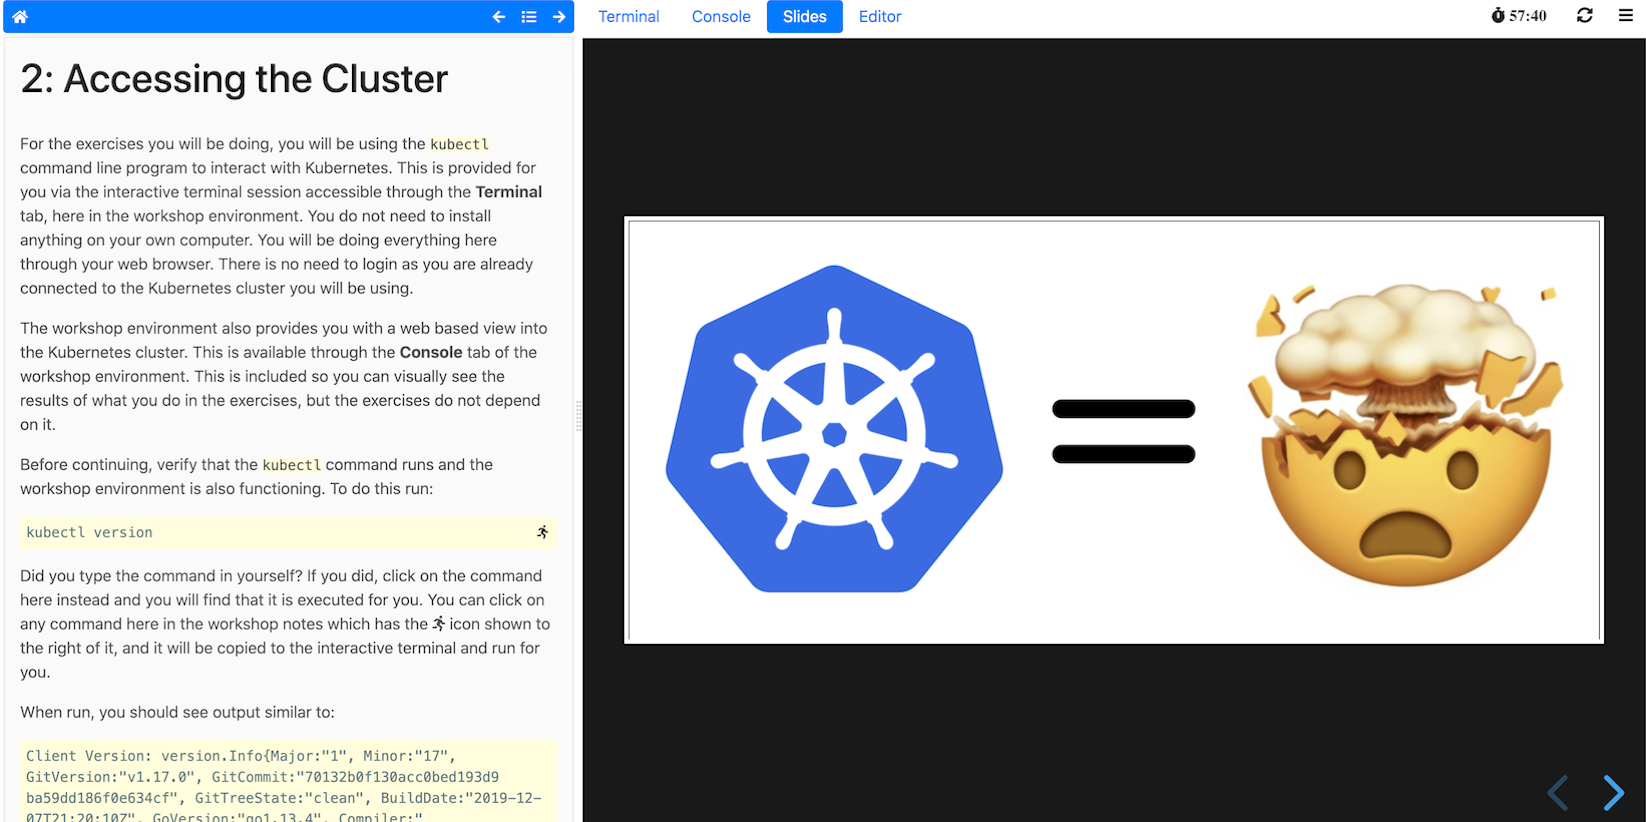 Terminal Console Slides Editor 57:40
2: Accessing the Cluster
For the exercises you will be doing, you will be using the kubectl
command line program to interact with Kubernetes. This is provided for
you via the interactive terminal session accessible through the Terminal
tab, here in the workshop environment. You do not need to install
anything on your own computer. You will be doing everything here
through your web browser. There is no need to login as you are already
connected to the Kubernetes cluster you will be using.
The workshop environment also provides you with a web based view into
the Kubernetes cluster. This is available through the Console tab of the
workshop environment. This is included so you can visually see the
results of what you do in the exercises, but the exercises do not depend
on it.
Before continuing, verify that the kubectl command runs and the
workshop environment is also functioning. To do this run:
kubectl version
Did you type the command in yourself? If you did, click on the command
here instead and you will find that it is executed for you. You can click on
any command here in the workshop notes which has the icon shown to
the right of it, and it will be copied to the interactive terminal and run for
you.
When run, you should see output similar to:
Client Version: version.Info{Major:"1", Minor:"17",
GitVersion:"v1.17.0", GitCommit:"70132b0f130acc0bed193d9
ba59dd186f0e634cf", GitTreeState:"clean", BuildDate:"2019-12-
07T21:20:10Z", GoVersion:"go1.13.4", Compiler:"